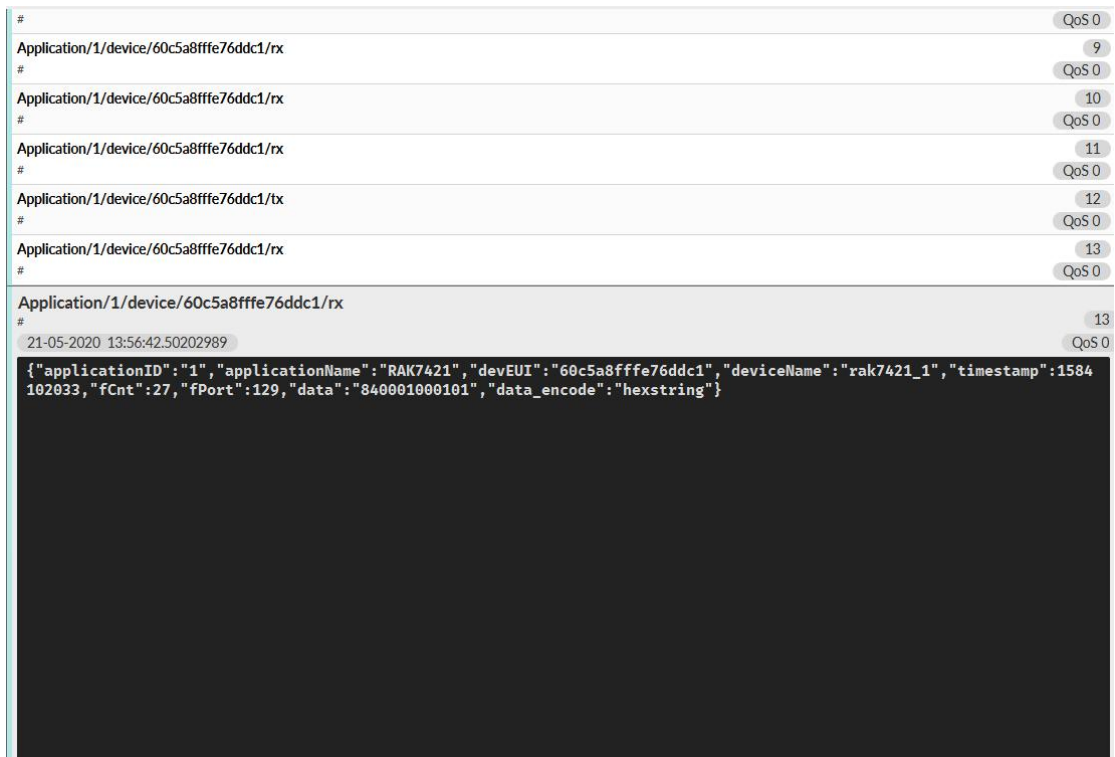 #
QoS 0
Application/1/device/60c5a8fffe76ddc1/rx
9
#
QoS 0
Application/1/device/60c5a8fffe76ddc1/rx
10
#
QoS 0
Application/1/device/60c5a8fffe76ddc1/rx
11
#
QoS 0
Application/1/device/60c5a8fffe76ddc1/tx
12
#
QoS 0
Application/1/device/60c5a8fffe76ddc1/rx
13
#
QoS 0
Application/1/device/60c5a8fffe76ddc1/rx
#
13
21-05-2020 13:56:42.50202989
QoS 0
{"applicationID":"1","applicationName":"RAK7421","devEUI":"60c5a8fffe76ddc1","deviceName":"rak7421_1","timestamp":1584
102033,"fCnt":27,"fPort":129,"data":"840001000101","data_encode":"hexstring"}